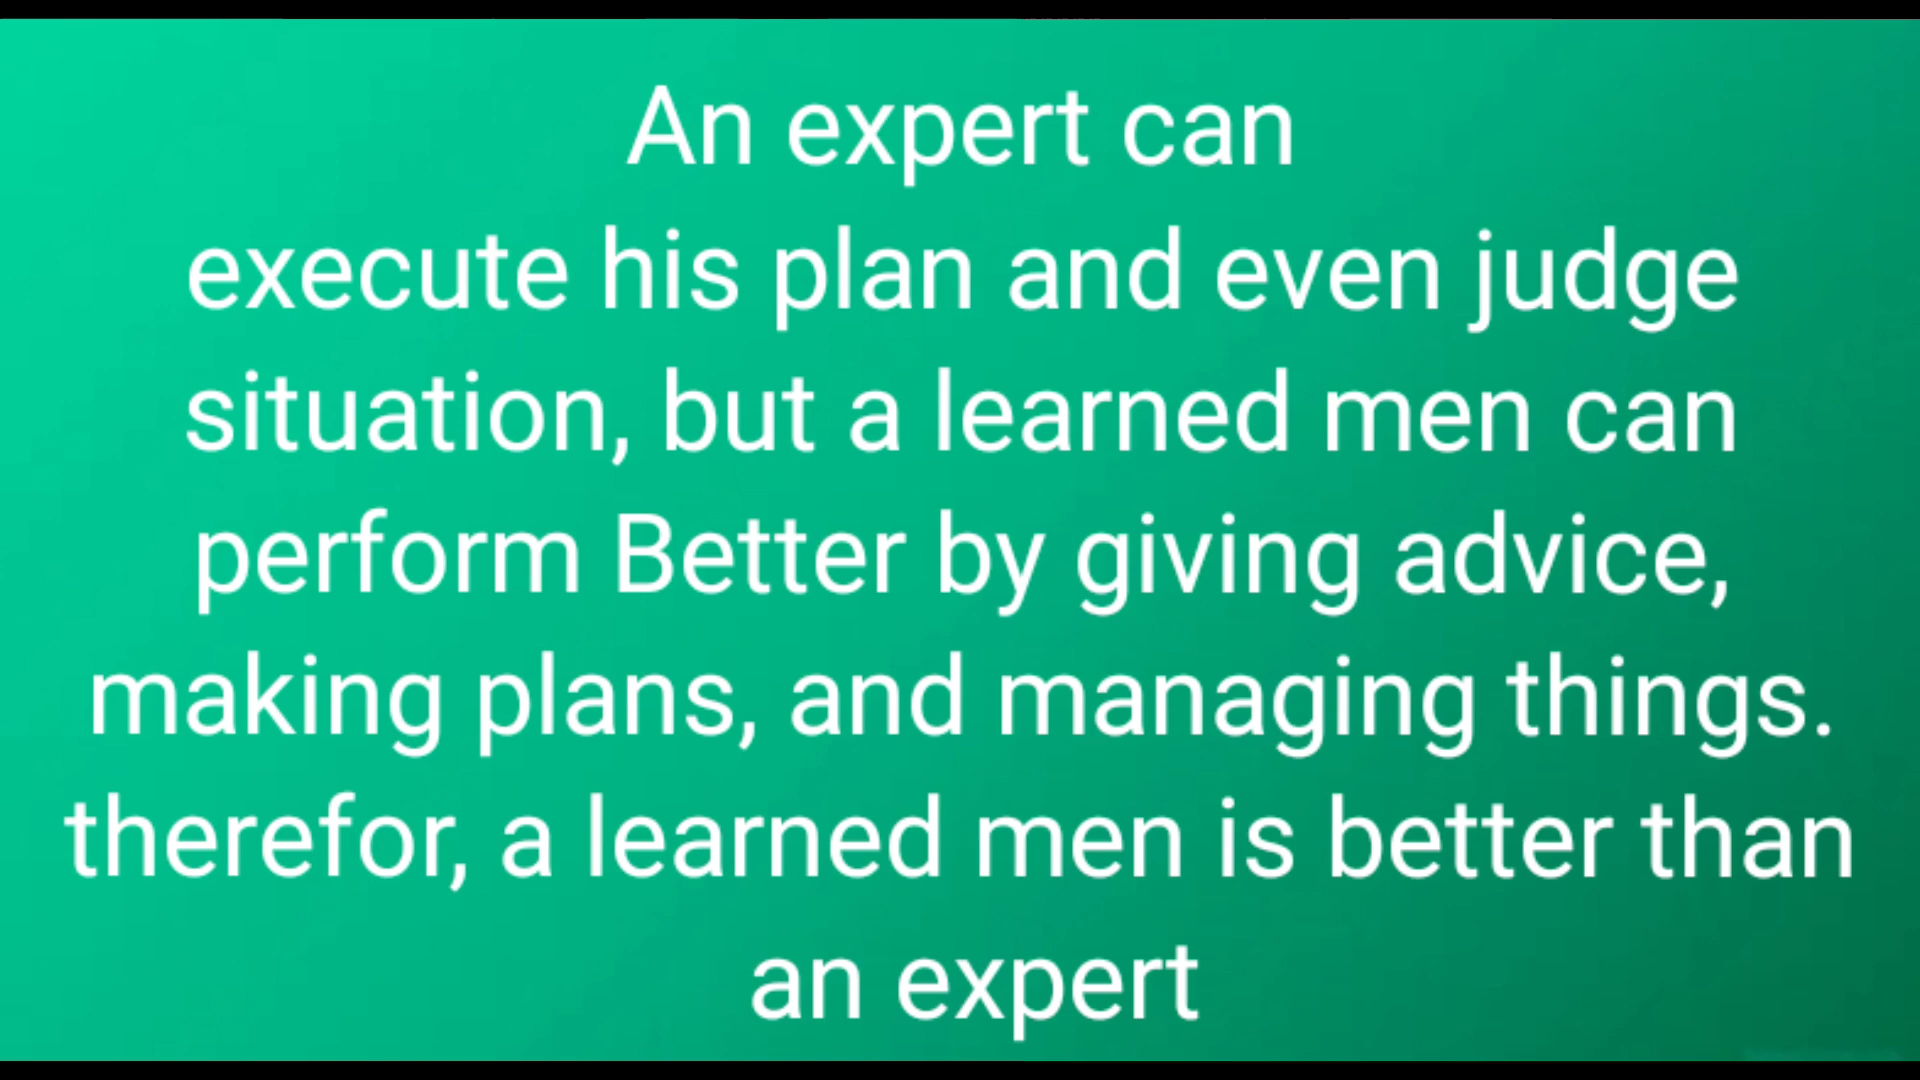 An expert can
execute his plan and even judge
situation, but a learned men can
perform Better by giving advice,
making plans, and managing things.
therefor, a learned men is better than
an expert